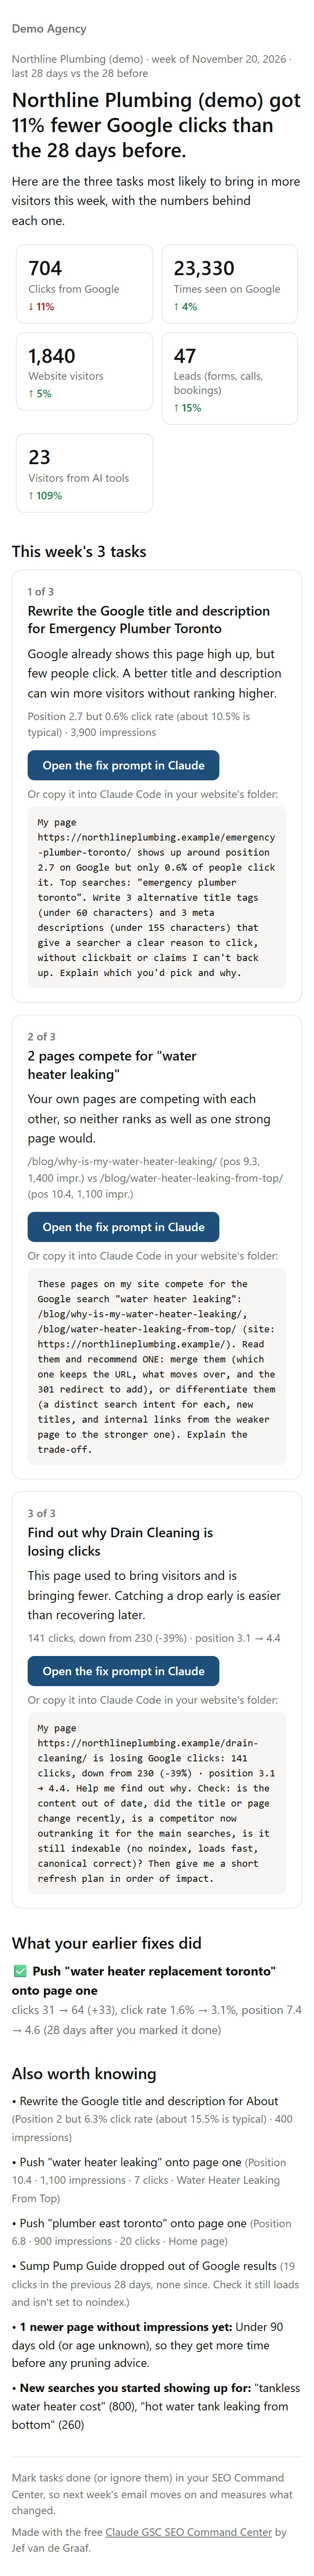 Demo Agency
Northline Plumbing (demo) · week of November 20, 2026 ·
last 28 days vs the 28 before
Northline Plumbing (demo) got
11% fewer Google clicks than
the 28 days before.
Here are the three tasks most likely to bring in more
visitors this week, with the numbers behind
each one.
704
Clicks from Google
↓ 11%
23,330
Times seen on Google
↑ 4%
1,840
Website visitors
↑ 5%
47
Leads (forms, calls,
bookings)
↑ 15%
23
Visitors from AI tools
↑ 109%
This week's 3 tasks
1 of 3
Rewrite the Google title and description
for Emergency Plumber Toronto
Google already shows this page high up, but
few people click. A better title and description
can win more visitors without ranking higher.
Position 2.7 but 0.6% click rate (about 10.5% is
typical) · 3,900 impressions
Open the fix prompt in Claude
Or copy it into Claude Code in your website's folder:
My page
https://northlineplumbing.example/emergency
-plumber-toronto/ shows up around position
2.7 on Google but only 0.6% of people click
it. Top searches: "emergency plumber
toronto". Write 3 alternative title tags
(under 60 characters) and 3 meta
descriptions (under 155 characters) that
give a searcher a clear reason to click,
without clickbait or claims I can't back
up. Explain which you'd pick and why.
2 of 3
2 pages compete for "water
heater leaking"
Your own pages are competing with each
other, so neither ranks as well as one strong
page would.
/blog/why-is-my-water-heater-leaking/ (pos 9.3,
1,400 impr.) vs /blog/water-heater-leaking-from-top/
(pos 10.4, 1,100 impr.)
Open the fix prompt in Claude
Or copy it into Claude Code in your website's folder:
These pages on my site compete for the
Google search "water heater leaking":
/blog/why-is-my-water-heater-leaking/,
/blog/water-heater-leaking-from-top/ (site:
https://northlineplumbing.example/). Read
them and recommend ONE: merge them (which
one keeps the URL, what moves over, and the
301 redirect to add), or differentiate them
(a distinct search intent for each, new
titles, and internal links from the weaker
page to the stronger one). Explain the
trade-off.
3 of 3
Find out why Drain Cleaning is
losing clicks
This page used to bring visitors and is
bringing fewer. Catching a drop early is easier
than recovering later.
141 clicks, down from 230 (-39%) · position 3.1 → 4.4
Open the fix prompt in Claude
Or copy it into Claude Code in your website's folder:
My page
https://northlineplumbing.example/drain-
cleaning/ is losing Google clicks: 141
clicks, down from 230 (-39%) · position 3.1
→ 4.4. Help me find out why. Check: is the
content out of date, did the title or page
change recently, is a competitor now
outranking it for the main searches, is it
still indexable (no noindex, loads fast,
canonical correct)? Then give me a short
refresh plan in order of impact.
What your earlier fixes did
✅ Push "water heater replacement toronto"
onto page one
clicks 31 → 64 (+33), click rate 1.6% → 3.1%, position 7.4
→ 4.6 (28 days after you marked it done)
Also worth knowing
• Rewrite the Google title and description for About
(Position 2 but 6.3% click rate (about 15.5% is typical) · 400
impressions)
• Push "water heater leaking" onto page one (Position
10.4 · 1,100 impressions · 7 clicks · Water Heater Leaking
From Top)
• Push "plumber east toronto" onto page one (Position
6.8 · 900 impressions · 20 clicks · Home page)
• Sump Pump Guide dropped out of Google results (19
clicks in the previous 28 days, none since. Check it still loads
and isn't set to noindex.)
• 1 newer page without impressions yet: Under 90
days old (or age unknown), so they get more time
before any pruning advice.
• New searches you started showing up for: "tankless
water heater cost" (800), "hot water tank leaking from
bottom" (260)
Mark tasks done (or ignore them) in your SEO Command
Center, so next week's email moves on and measures what
changed.
Made with the free Claude GSC SEO Command Center by
Jef van de Graaf.